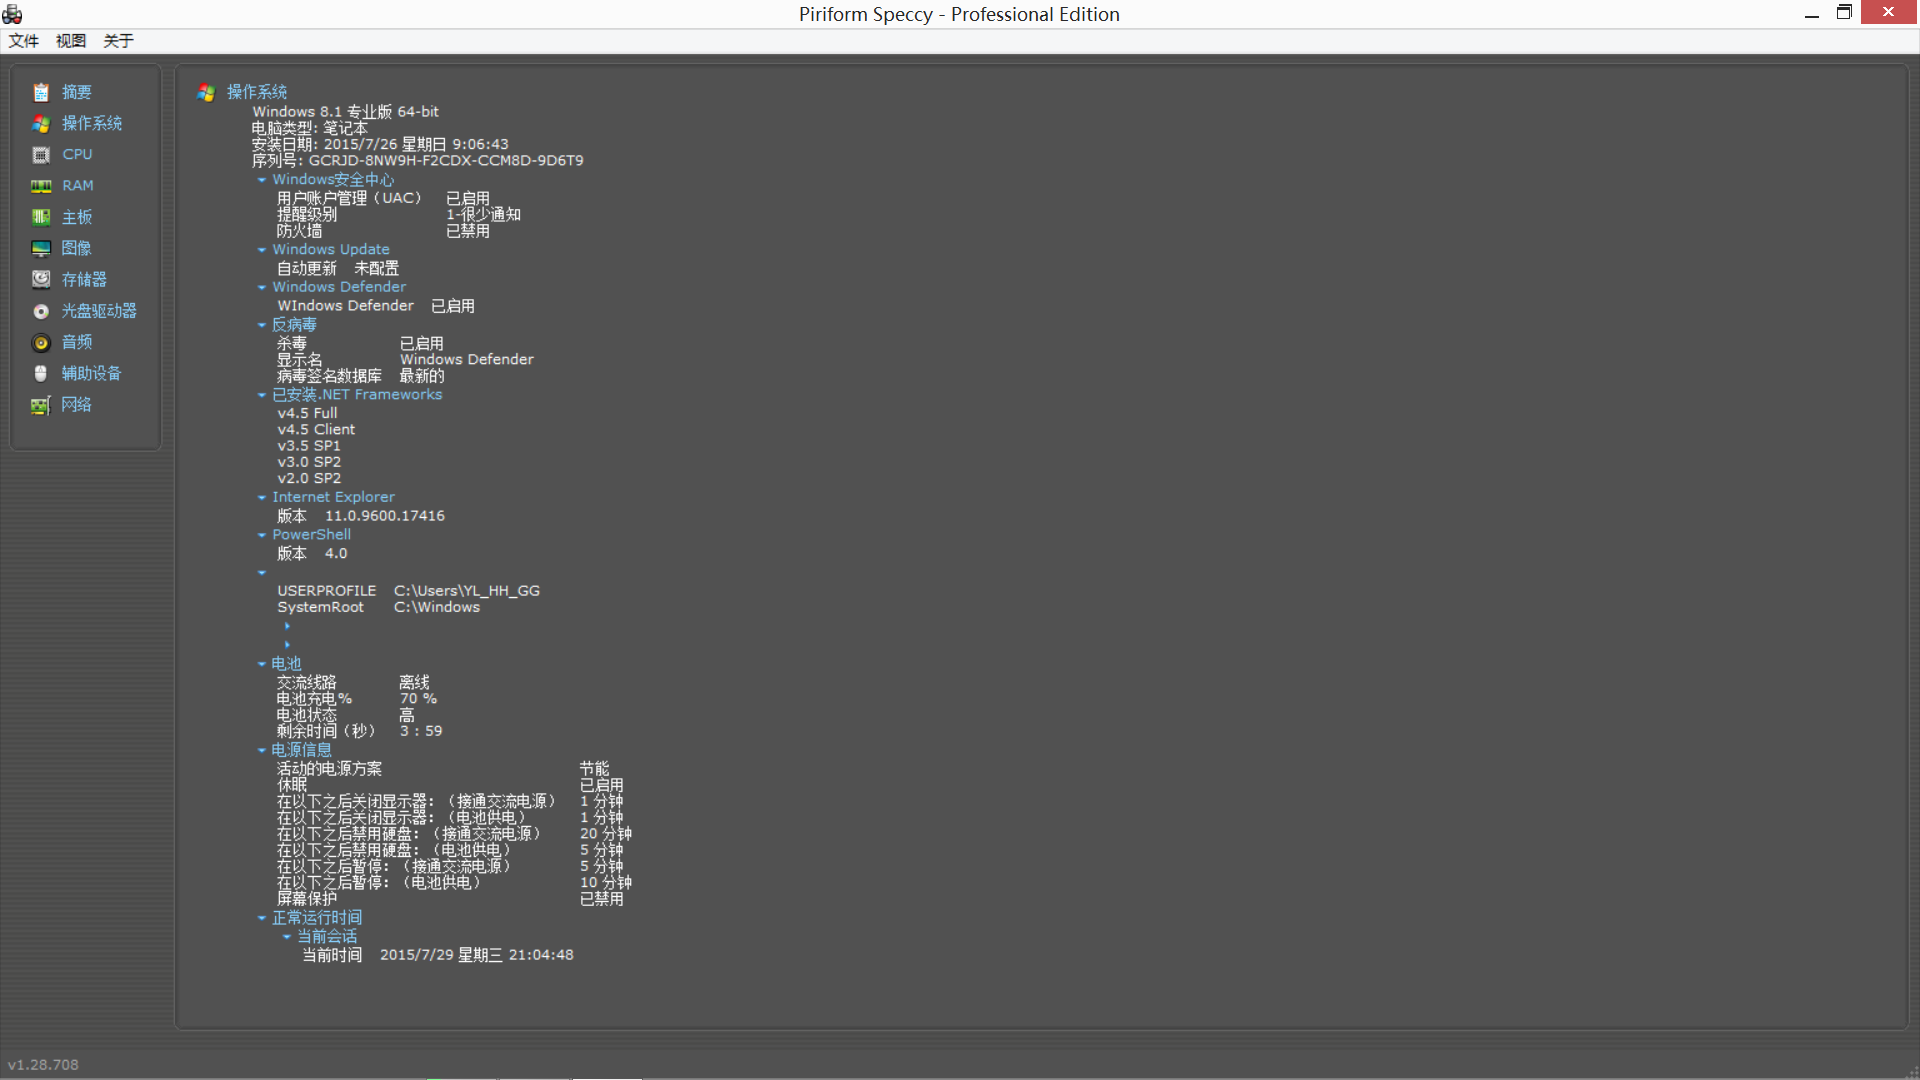 Piriform Speccy - Professional Edition
文件 视图 关于
摘要
操作系统
CPU
RAM
主板
图像
存储器
光盘驱动器
音频
辅助设备
网络
操作系统
Windows 8.1 专业版 64-bit
电脑类型: 笔记本
安装日期: 2015/7/26 星期日 9:06:43
序列号: GCRJD-8NW9H-F2CDX-CCM8D-9D6T9
Windows安全中心
用户账户管理（UAC） 已启用
提醒级别 1-很少通知
防火墙 已禁用
Windows Update
自动更新 未配置
Windows Defender
WIndows Defender 已启用
反病毒
杀毒 已启用
显示名 Windows Defender
病毒签名数据库 最新的
已安装.NET Frameworks
v4.5 Full
v4.5 Client
v3.5 SP1
v3.0 SP2
v2.0 SP2
Internet Explorer
版本 11.0.9600.17416
PowerShell
版本 4.0
USERPROFILE C:\Users\YL_HH_GG
SystemRoot C:\Windows
电池
交流线路 离线
电池充电% 70 %
电池状态 高
剩余时间（秒） 3 : 59
电源信息
活动的电源方案 节能
休眠 已启用
在以下之后关闭显示器: （接通交流电源） 1 分钟
在以下之后关闭显示器: （电池供电） 1 分钟
在以下之后禁用硬盘: （接通交流电源） 20 分钟
在以下之后禁用硬盘: （电池供电） 5 分钟
在以下之后暂停: （接通交流电源） 5 分钟
在以下之后暂停: （电池供电） 10 分钟
屏幕保护 已禁用
正常运行时间
当前会话
当前时间 2015/7/29 星期三 21:04:48
v1.28.708